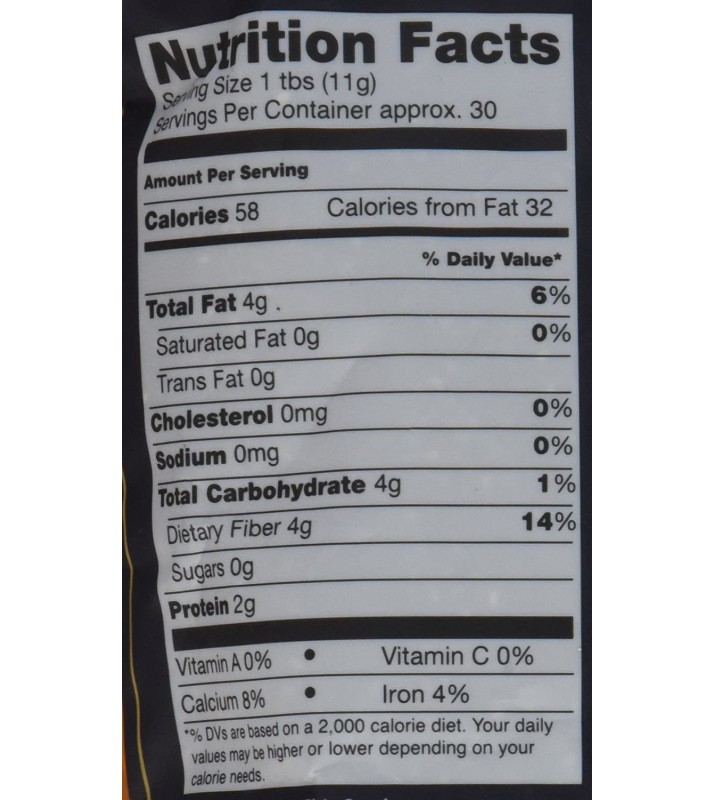 Nutrition Facts
Serving Size 1 tbs (11g)
Servings Per Container approx. 30
Amount Per Serving
Calories 58 Calories from Fat 32
% Daily Value*
Total Fat 4g . 6%
Saturated Fat 0g 0%
Trans Fat 0g
Cholesterol 0mg 0%
Sodium 0mg 0%
Total Carbohydrate 4g 1%
Dietary Fiber 4g 14%
Sugars 0g
Protein 2g
Vitamin A 0% • Vitamin C 0%
Calcium 8% • Iron 4%
*% DVs are based on a 2,000 calorie diet. Your daily
values may be higher or lower depending on your
calorie needs.